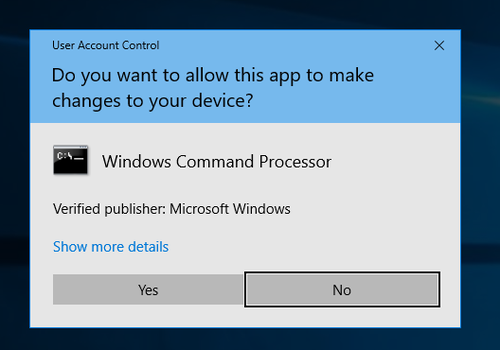 User Account Control
Do you want to allow this app to make
changes to your device?
C:\_
Windows Command Processor
Verified publisher: Microsoft Windows
Show more details
Yes
No